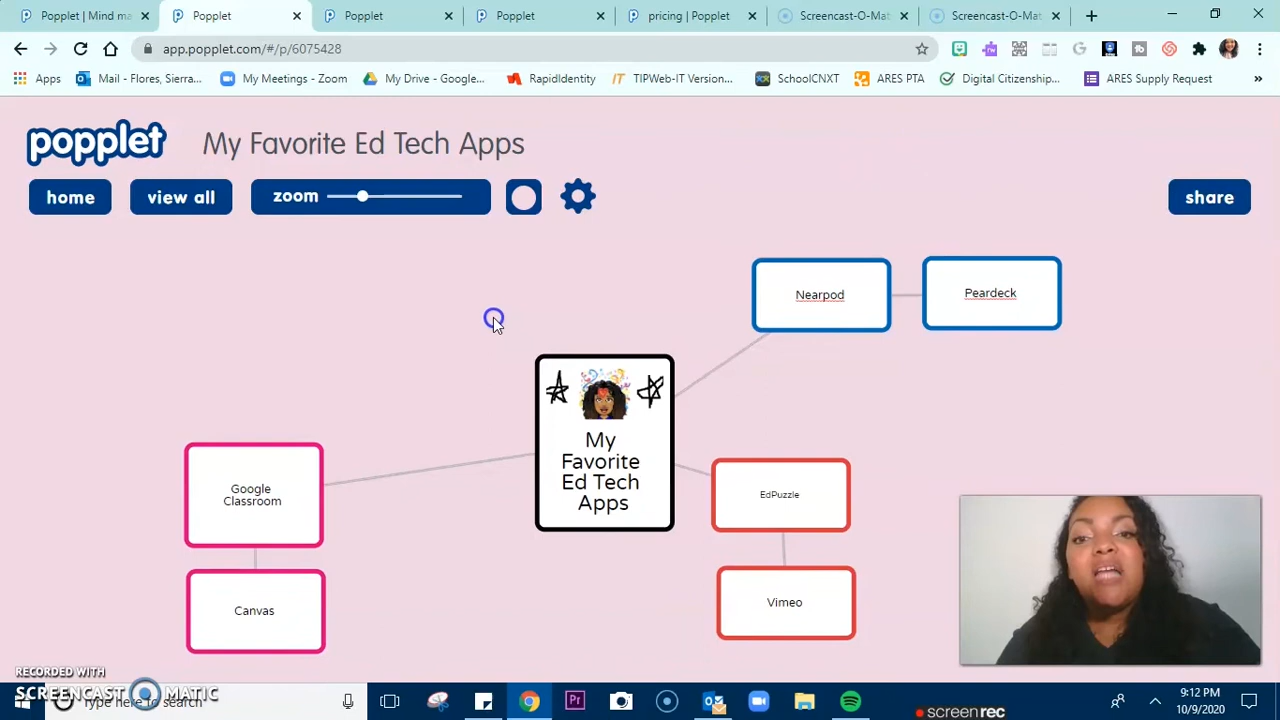 Popplet | Mind ma
Popplet
Popplet
Popplet
pricing | Popplet
Screencast-O-Mat
Screencast-O-Mat
app.popplet.com/#/p/6075428
Apps
Mail - Flores, Sierra...
My Meetings - Zoom
My Drive - Google...
RapidIdentity
TIPWeb-IT Version...
SchoolCNXT
ARES PTA
Digital Citizenship...
ARES Supply Request
popplet
My Favorite Ed Tech Apps
home
view all
zoom
share
Nearpod
Peardeck
My
Favorite
Ed Tech
Apps
Google
Classroom
EdPuzzle
Canvas
Vimeo
RECORDED WITH
SCREENCAST MATIC
Type here to search
screenrec
9:12 PM
10/9/2020